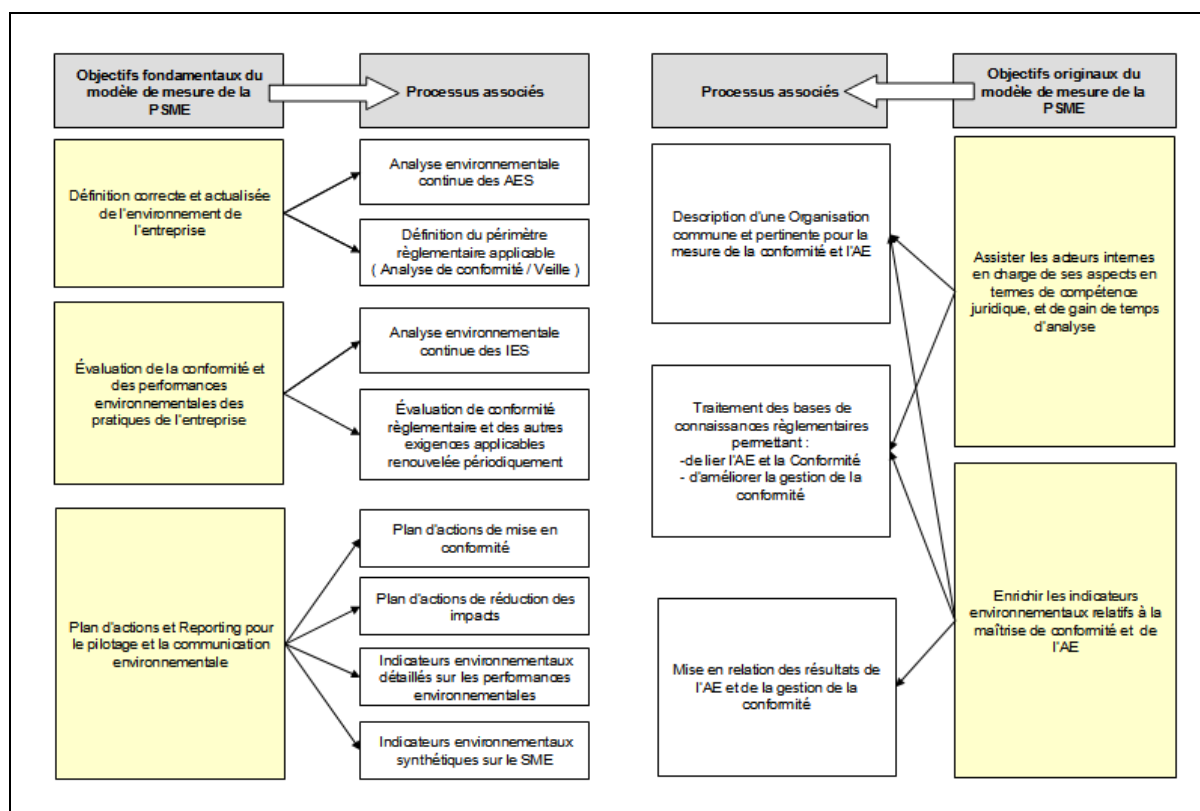 Objectifs fondamentaux du
modèle de mesure de la
PSME
Processus associés
Définition correcte et actualisée
de l'environnement de
l'entreprise
Analyse environnementale
continue des AES
Définition du périmètre
règlementaire applicable
( Analyse de conformité / Veille )
Évaluation de la conformité et
des performances
environnementales des
pratiques de l'entreprise
Analyse environnementale
continue des IES
Évaluation de conformité
règlementaire et des autres
exigences applicables
renouvelée périodiquement
Plan d'actions et Reporting pour
le pilotage et la communication
environnementale
Plan d'actions de mise en
conformité
Plan d'actions de réduction des
impacts
Indicateurs environnementaux
détaillés sur les performances
environnementales
Indicateurs environnementaux
synthétiques sur le SME
Processus associés
Objectifs originaux du
modèle de mesure de la
PSME
Description d'une Organisation
commune et pertinente pour la
mesure de la conformité et l'AE
Traitement des bases de
connaissances règlementaires
permettant :
-de lier l'AE et la Conformité
- d'améliorer la gestion de la
conformité
Mise en relation des résultats de
l'AE et de la gestion de la
conformité
Assister les acteurs internes
en charge de ses aspects en
termes de compétence
juridique, et de gain de temps
d'analyse
Enrichir les indicateurs
environnementaux relatifs à la
maîtrise de conformité et de
l'AE